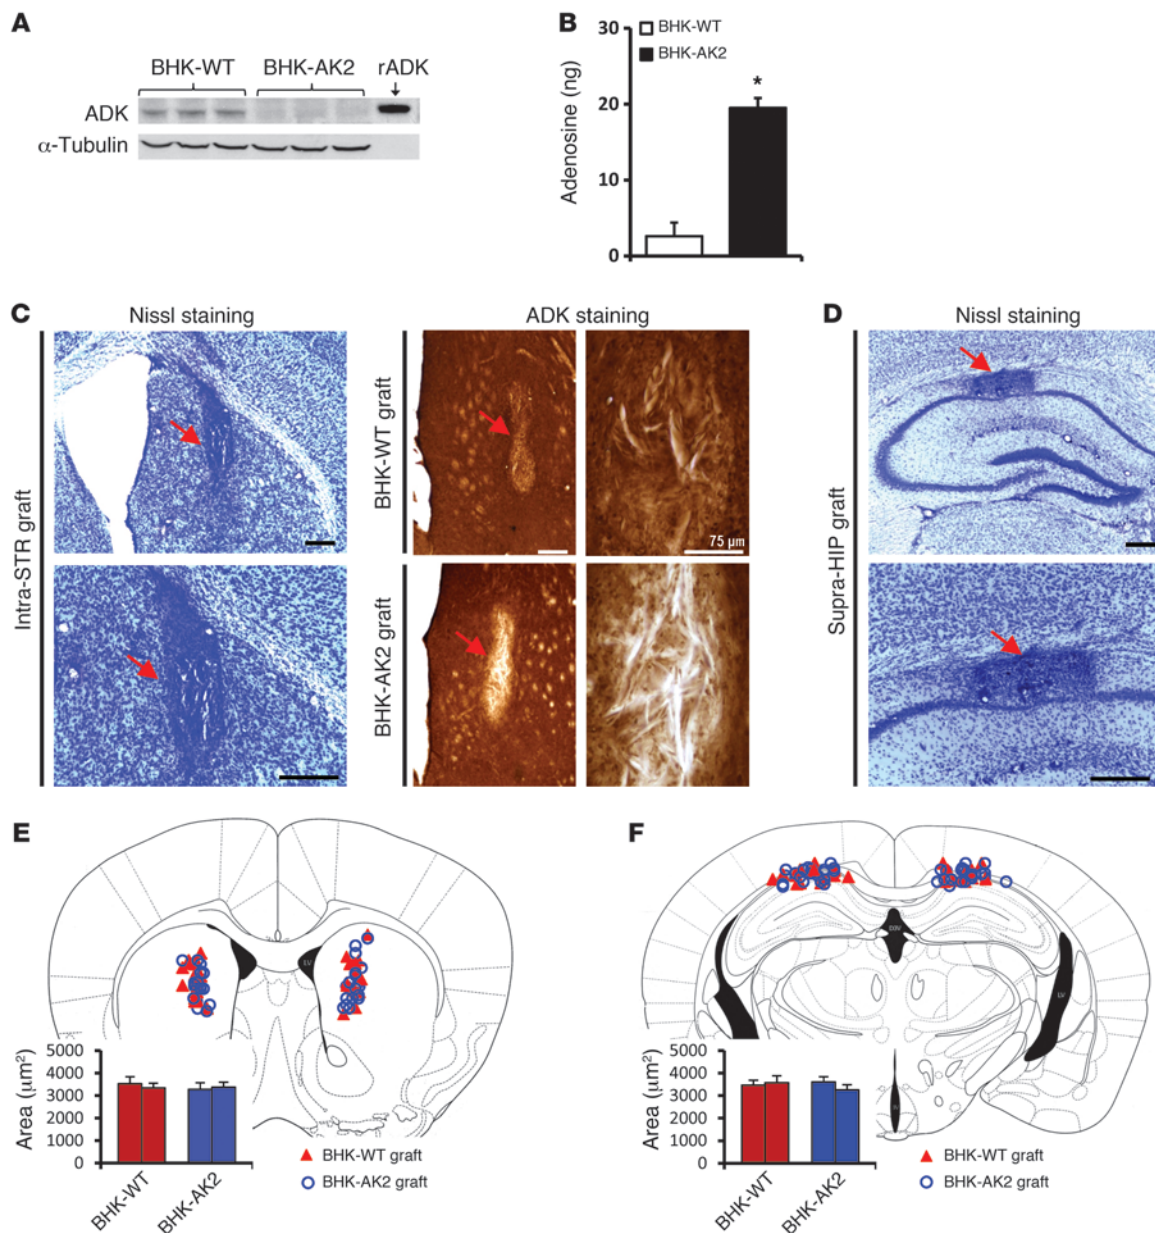 A
BHK-WT BHK-AK2 rADK
ADK
α-Tubulin
B
30
20
10
0
Adenosine (ng)
BHK-WT
BHK-AK2
*
C
Nissl staining
ADK staining
Intra-STR graft
BHK-WT graft
BHK-AK2 graft
75 µm
D
Nissl staining
Supra-HIP graft
E
LV
Area (µm²)
5000
4000
3000
2000
1000
0
BHK-WT
BHK-AK2
BHK-WT graft
BHK-AK2 graft
F
D3V
LV
Area (µm²)
5000
4000
3000
2000
1000
0
BHK-WT
BHK-AK2
BHK-WT graft
BHK-AK2 graft